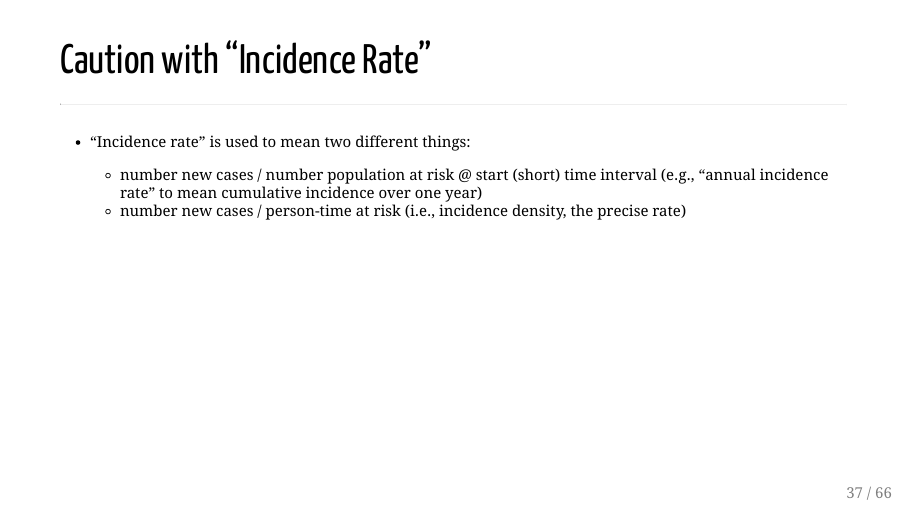 Caution with “Incidence Rate”
• “Incidence rate” is used to mean two different things:
◦ number new cases / number population at risk @ start (short) time interval (e.g., “annual incidence
rate” to mean cumulative incidence over one year)
◦ number new cases / person-time at risk (i.e., incidence density, the precise rate)
37 / 66